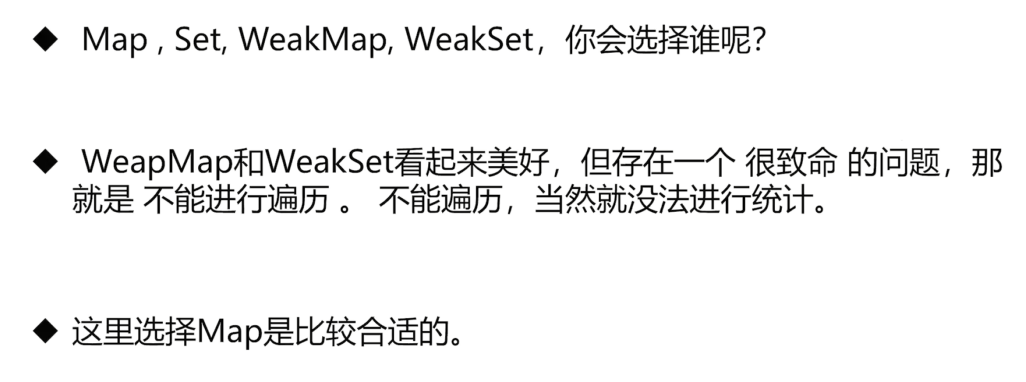 ◆ Map , Set, WeakMap, WeakSet，你会选择谁呢？
◆ WeapMap和WeakSet看起来美好，但存在一个 很致命 的问题，那
就是 不能进行遍历 。 不能遍历，当然就没法进行统计。
◆ 这里选择Map是比较合适的。